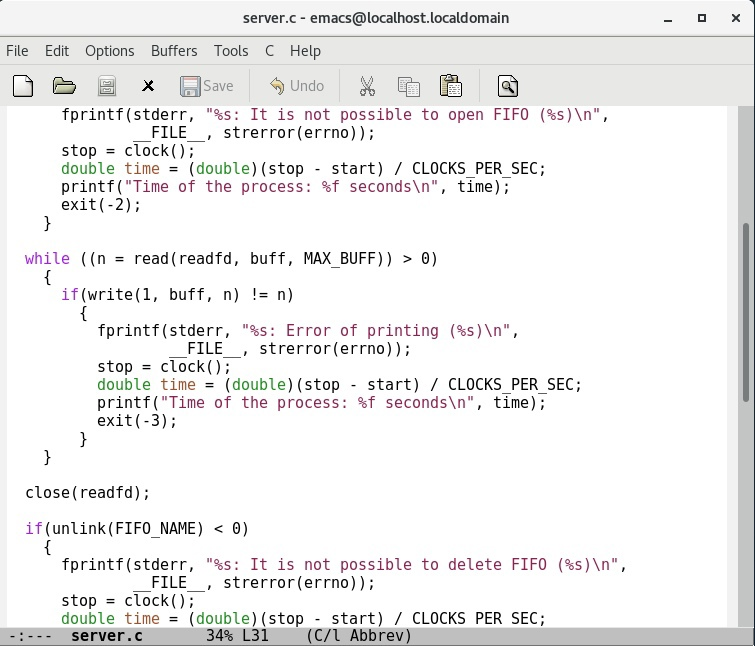 server.c - emacs@localhost.localdomain
File Edit Options Buffers Tools C Help
Save Undo
fprintf(stderr, "%s: It is not possible to open FIFO (%s)\n",
__FILE__, strerror(errno));
stop = clock();
double time = (double)(stop - start) / CLOCKS_PER_SEC;
printf("Time of the process: %f seconds\n", time);
exit(-2);
}
while ((n = read(readfd, buff, MAX_BUFF)) > 0)
{
if(write(1, buff, n) != n)
{
fprintf(stderr, "%s: Error of printing (%s)\n",
__FILE__, strerror(errno));
stop = clock();
double time = (double)(stop - start) / CLOCKS_PER_SEC;
printf("Time of the process: %f seconds\n", time);
exit(-3);
}
}
close(readfd);
if(unlink(FIFO_NAME) < 0)
{
fprintf(stderr, "%s: It is not possible to delete FIFO (%s)\n",
__FILE__, strerror(errno));
stop = clock();
double time = (double)(stop - start) / CLOCKS_PER_SEC;
-:--- server.c 34% L31 (C/l Abbrev)